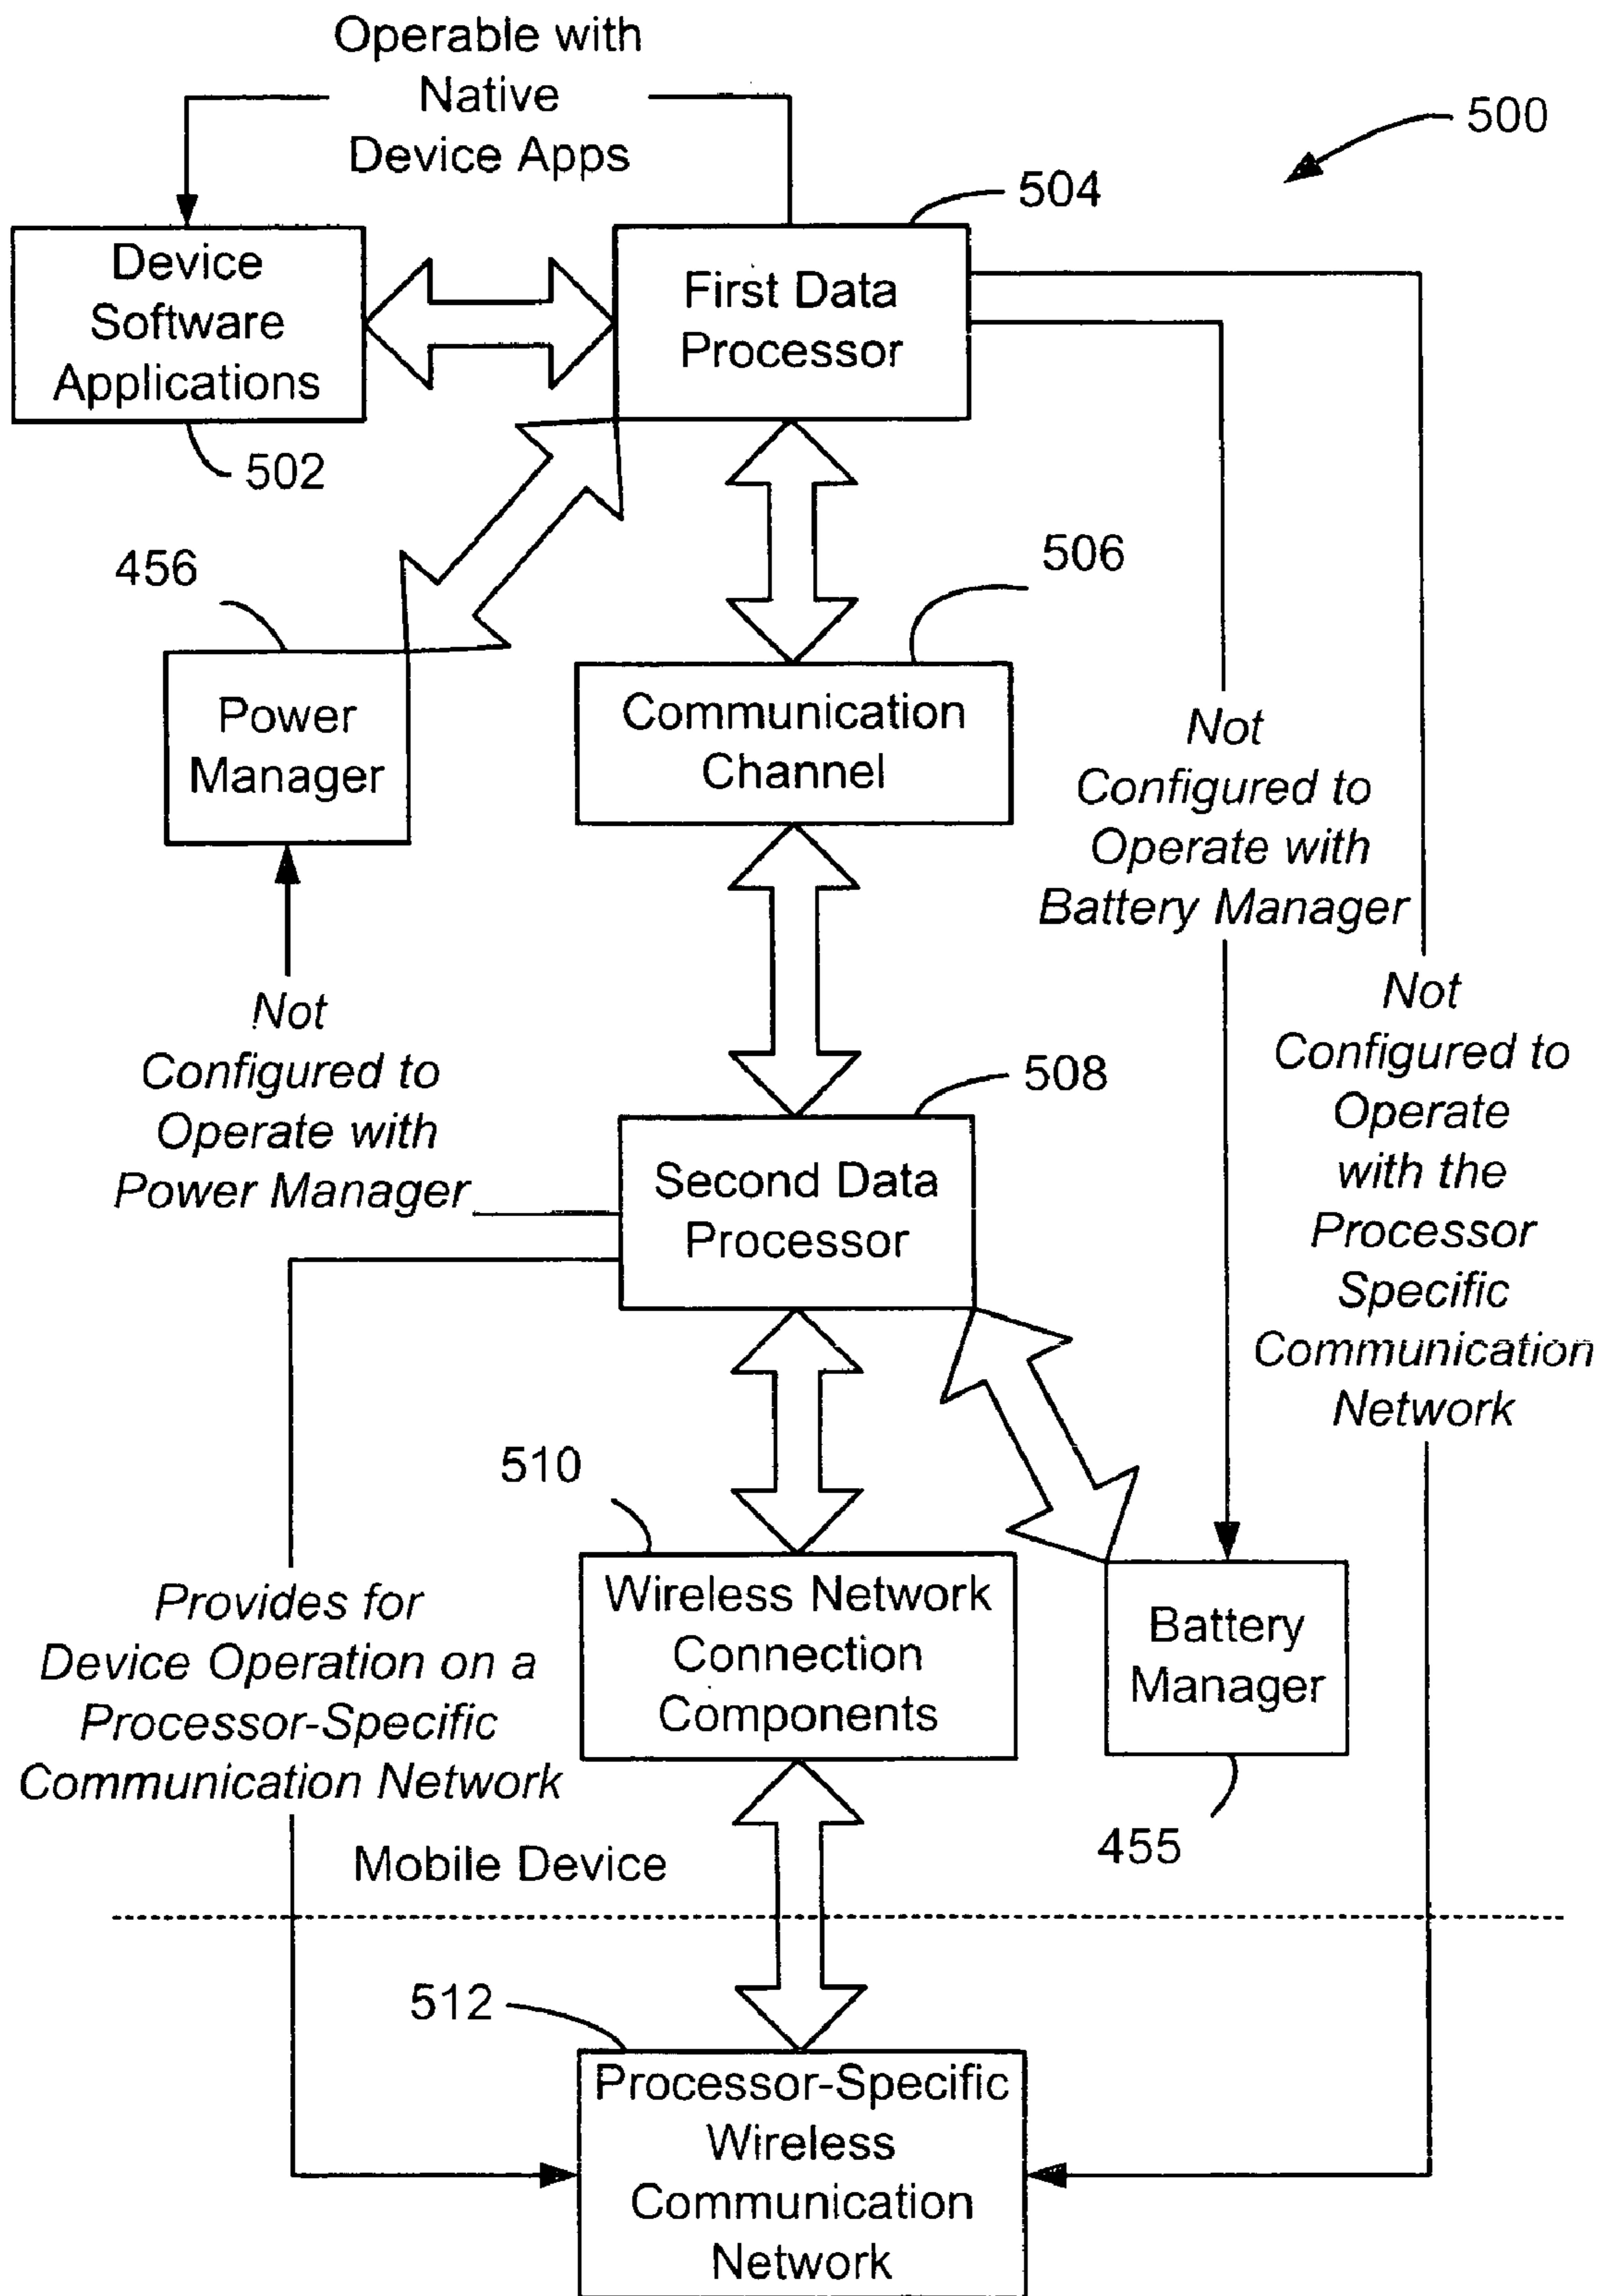 Operable with
Native
Device Apps
500
504
Device
Software
Applications
First Data
Processor
502
456
506
Power
Manager
Communication
Channel
Not
Configured to
Operate with
Battery Manager
Not
Configured to
Operate with
Power Manager
Not
Configured to
Operate
with the
Processor
Specific
Communication
Network
508
Second Data
Processor
510
Wireless Network
Connection
Components
Battery
Manager
Provides for
Device Operation on a
Processor-Specific
Communication Network
455
Mobile Device
512
Processor-Specific
Wireless
Communication
Network